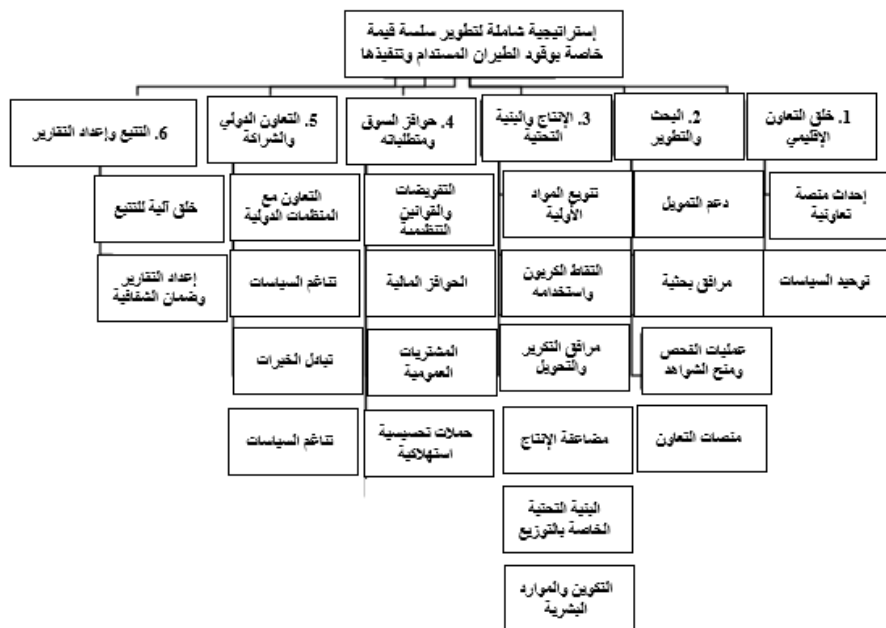 إستراتيجية شاملة لتطوير سلسة قيمة
خاصة بوقود الطيران المستدام وتنفيذها
1. خلق التعاون
الإقليمي
إحداث منصة
تعاونية
توحيد السياسات
2. البحث
والتطوير
دعم التمويل
مرافق بحثية
عمليات الفحص
ومنح الشواهد
منصات التعاون
3. الإنتاج والبنية
التحتية
تنويع المواد
الأولية
التقاط الكربون
واستخدامه
مرافق التكرير
والتحويل
مضاعفة الإنتاج
البنية التحتية
الخاصة بالتوزيع
التكوين والموارد
البشرية
4. حوافز السوق
ومتطلباته
التفويضات
والقوانين
التنظيمية
الحوافز المالية
المشتريات
العمومية
حملات تحسيسية
استهلاكية
5. التعاون الدولي
والشراكة
التعاون مع
المنظمات الدولية
تناغم السياسات
تبادل الخبرات
تناغم السياسات
6. التتبع وإعداد التقارير
خلق آلية للتتبع
إعداد التقارير
وضمان الشفافية